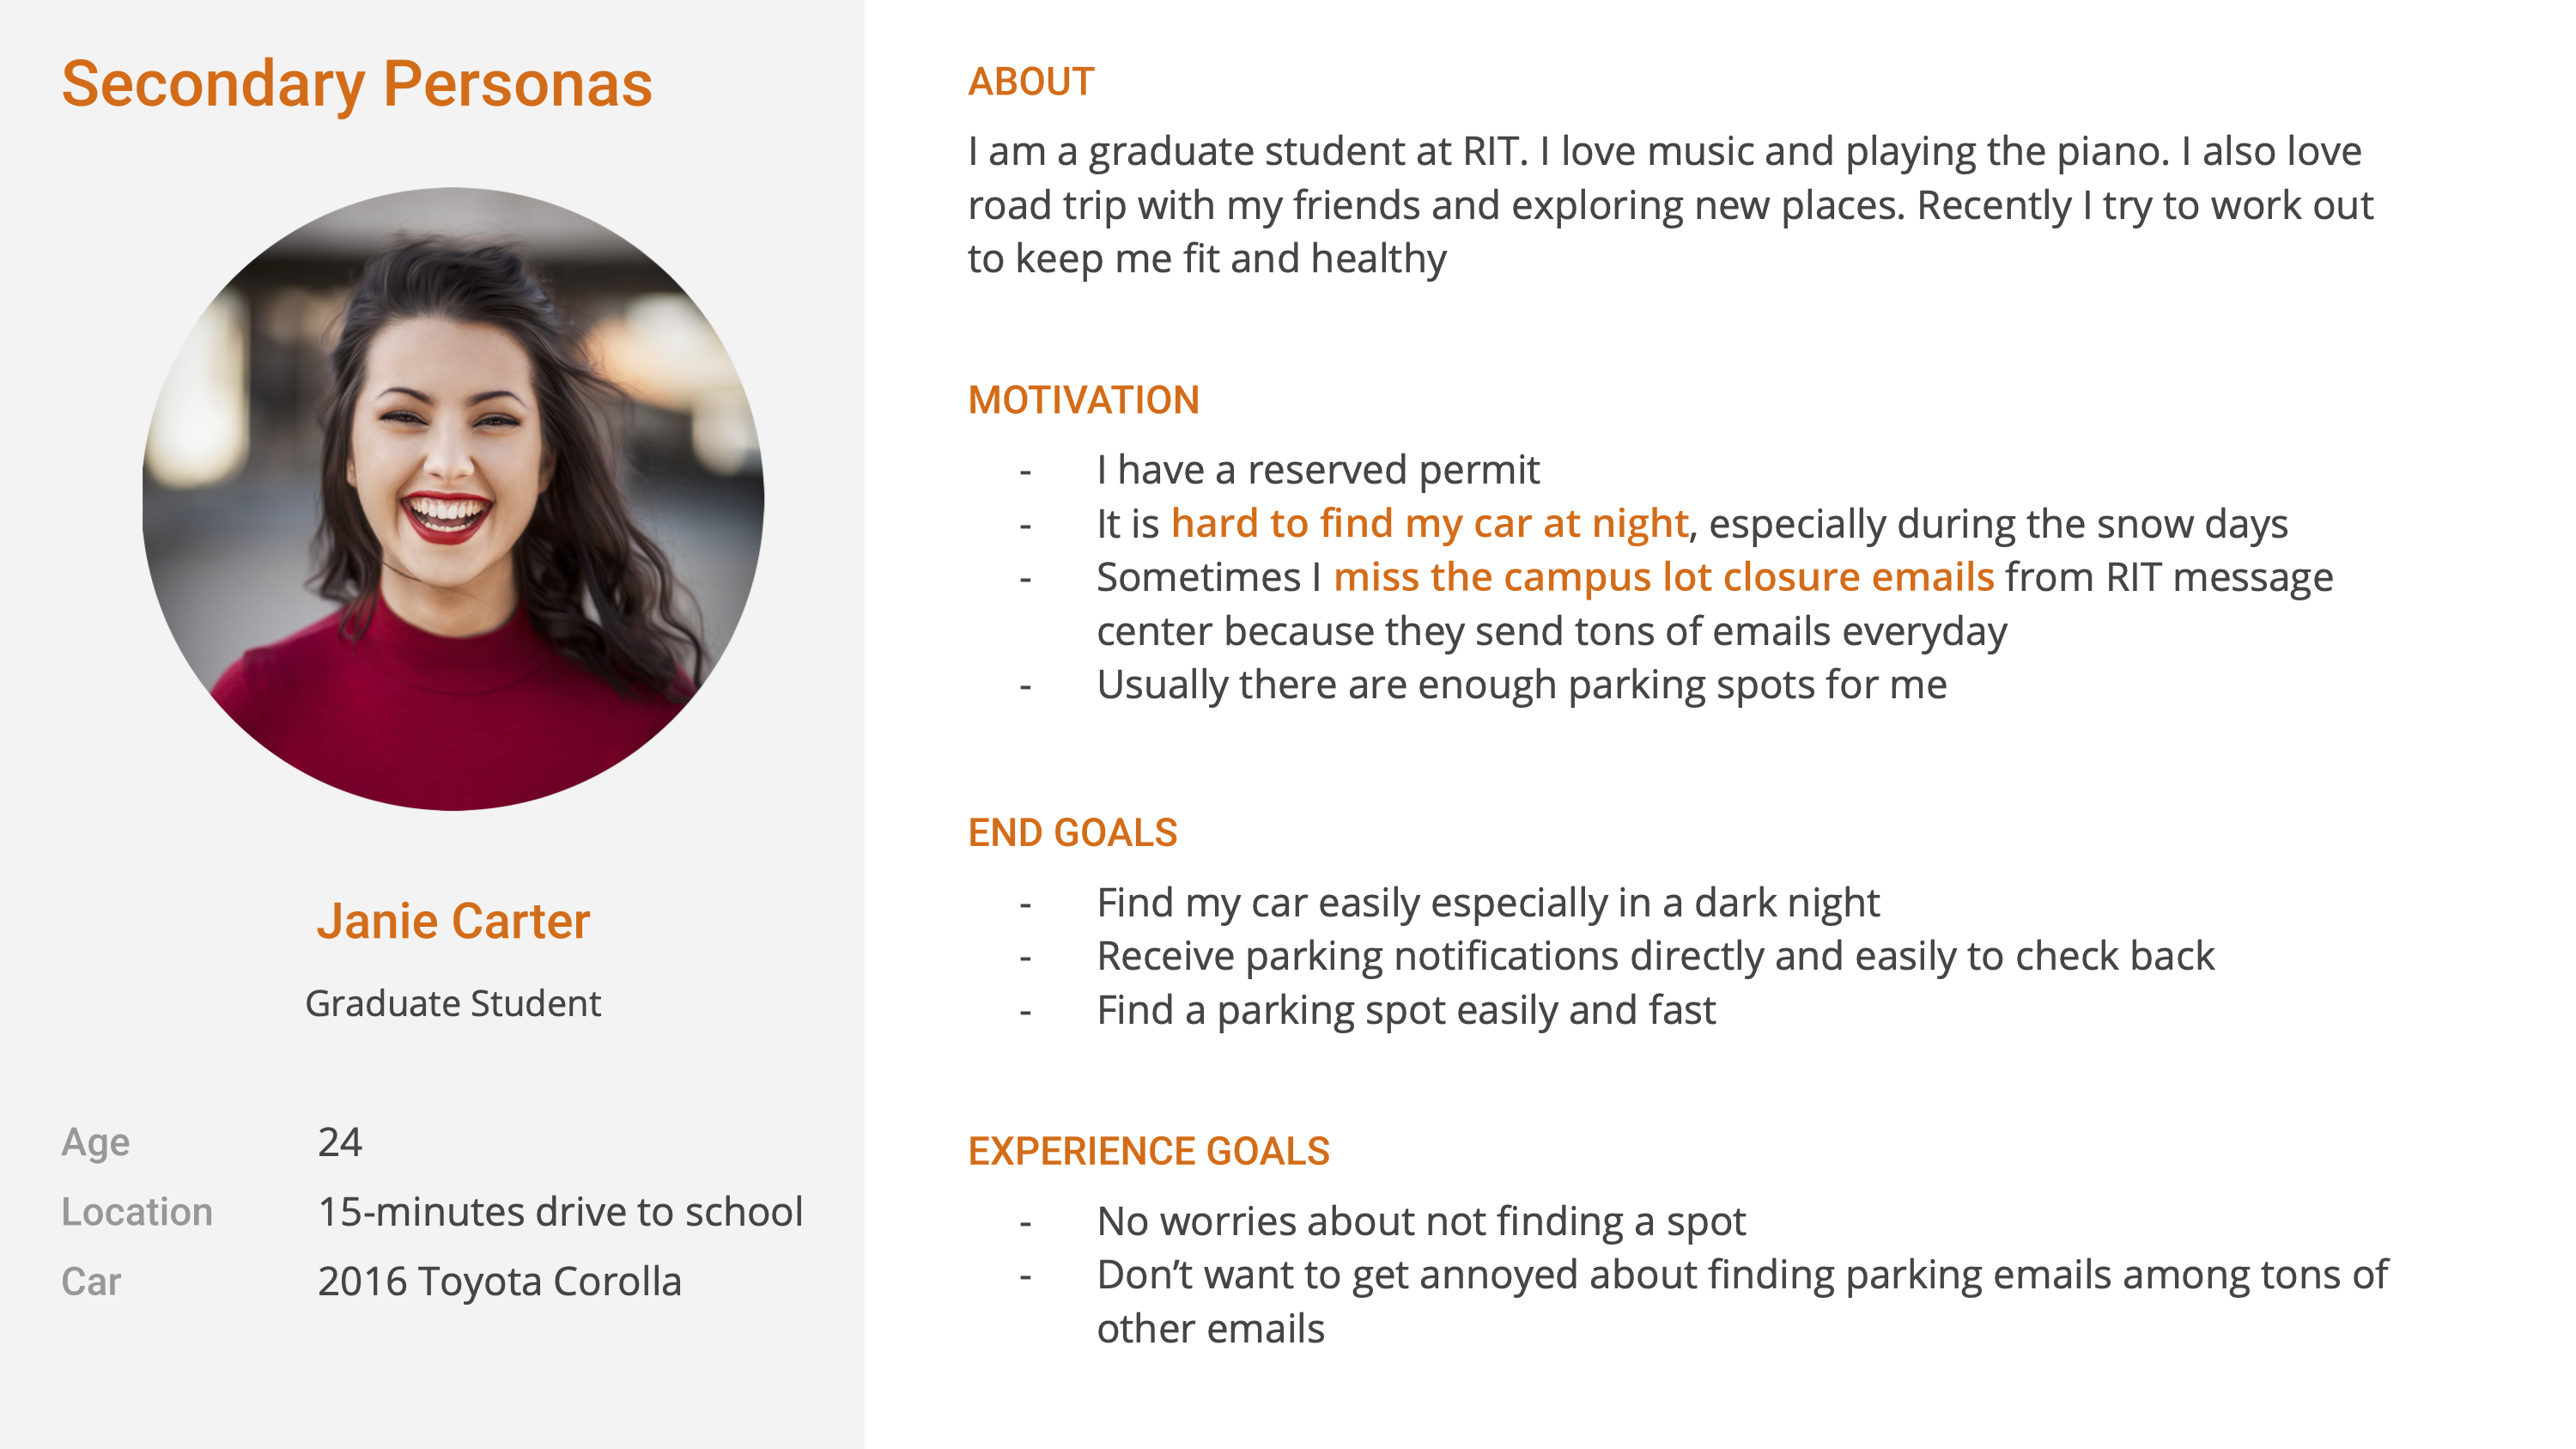 Secondary Personas
Janie Carter
Graduate Student
Age 24
Location 15-minutes drive to school
Car 2016 Toyota Corolla
ABOUT
I am a graduate student at RIT. I love music and playing the piano. I also love
road trip with my friends and exploring new places. Recently I try to work out
to keep me fit and healthy
MOTIVATION
- I have a reserved permit
- It is hard to find my car at night, especially during the snow days
- Sometimes I miss the campus lot closure emails from RIT message
center because they send tons of emails everyday
- Usually there are enough parking spots for me
END GOALS
- Find my car easily especially in a dark night
- Receive parking notifications directly and easily to check back
- Find a parking spot easily and fast
EXPERIENCE GOALS
- No worries about not finding a spot
- Don’t want to get annoyed about finding parking emails among tons of
other emails